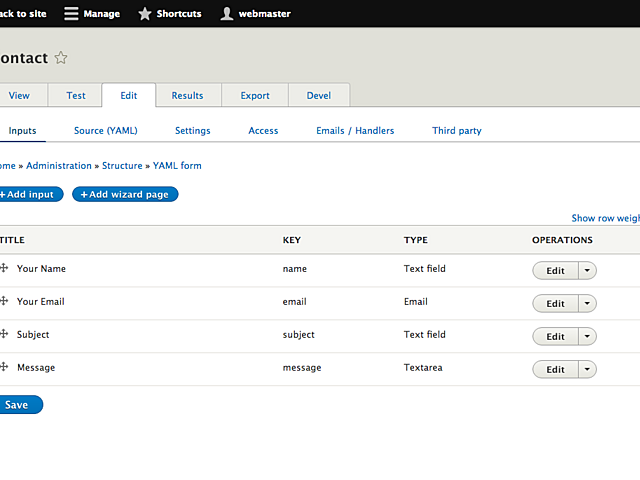 ack to site Manage Shortcuts webmaster
ontact
View Test Edit Results Export Devel
Inputs Source (YAML) Settings Access Emails / Handlers Third party
ome » Administration » Structure » YAML form
+ Add input + Add wizard page
Show row weigh
TITLE KEY TYPE OPERATIONS
Your Name name Text field Edit
Your Email email Email Edit
Subject subject Text field Edit
Message message Textarea Edit
Save